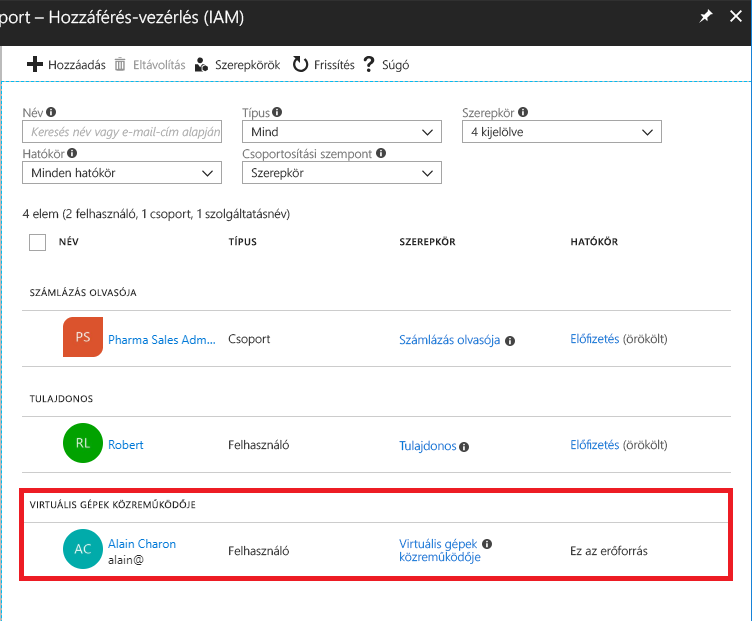 port – Hozzáférés-vezérlés (IAM)
Hozzáadás Eltávolítás Szerepkörök Frissítés ? Súgó
Név Típus Szerepkör
Keresés név vagy e-mail-cím alapján Mind 4 kijelölve
Hatókör Csoportosítási szempont
Minden hatókör Szerepkör
4 elem (2 felhasználó, 1 csoport, 1 szolgáltatásnév)
NÉV TÍPUS SZEREPKÖR HATÓKÖR
SZÁMLÁZÁS OLVASÓJA
PS Pharma Sales Adm... Csoport Számlázás olvasója Előfizetés (örökölt)
TULAJDONOS
RL Robert Felhasználó Tulajdonos Előfizetés (örökölt)
VIRTUÁLIS GÉPEK KÖZREMŰKÖDŐJE
AC Alain Charon Felhasználó Virtuális gépek Ez az erőforrás
alain@ közreműködője